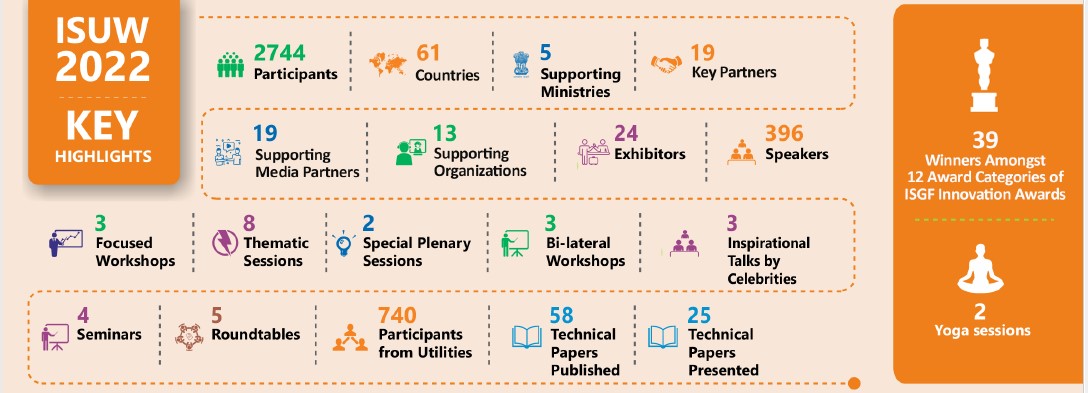 ISUW
2022
KEY
HIGHLIGHTS
2744
Participants
61
Countries
5
Supporting
Ministries
19
Key Partners
19
Supporting
Media Partners
13
Supporting
Organizations
24
Exhibitors
396
Speakers
3
Focused
Workshops
8
Thematic
Sessions
2
Special Plenary
Sessions
3
Bi-lateral
Workshops
3
Inspirational
Talks by
Celebrities
4
Seminars
5
Roundtables
740
Participants
from Utilities
58
Technical
Papers
Published
25
Technical
Papers
Presented
39
Winners Amongst
12 Award Categories of
ISGF Innovation Awards
2
Yoga sessions